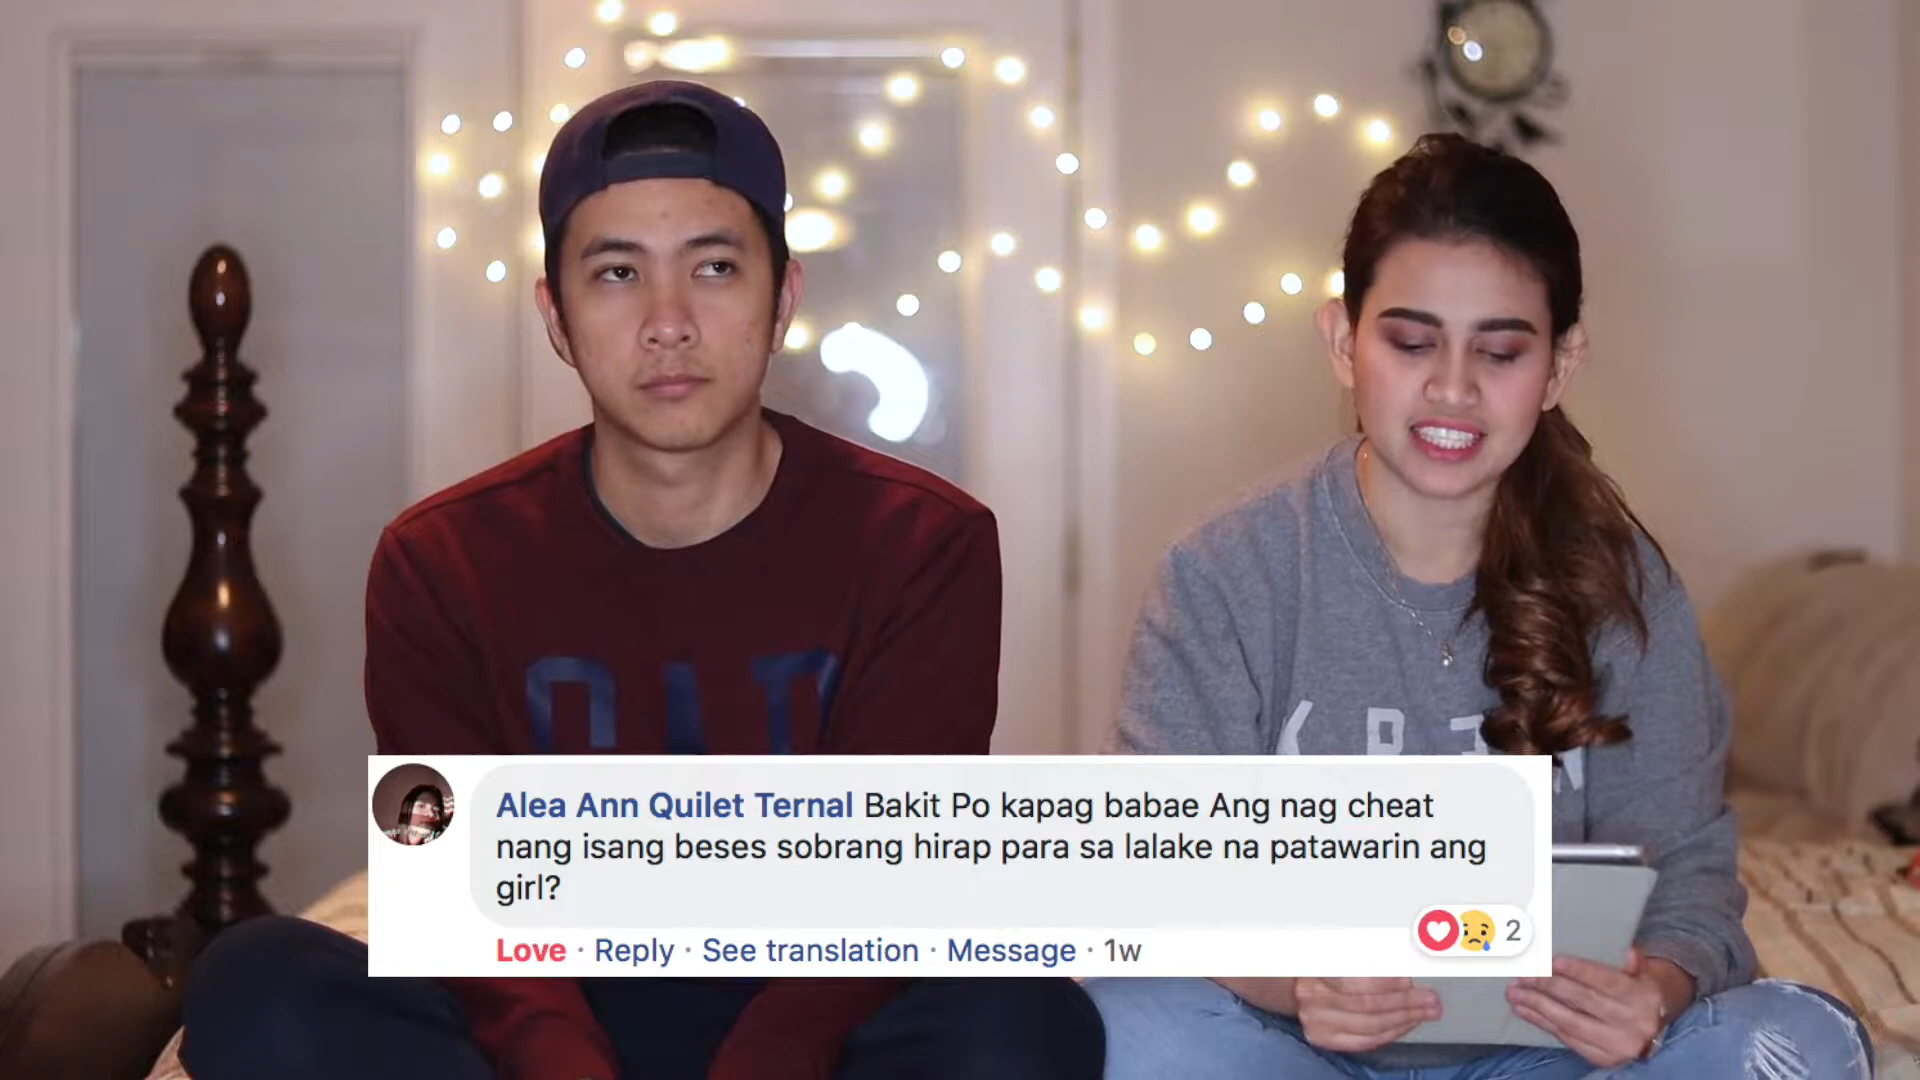 GAP
Alea Ann Quilet Ternal Bakit Po kapag babae Ang nag cheat
nang isang beses sobrang hirap para sa lalake na patawarin ang
girl?
2
Love · Reply · See translation · Message · 1w